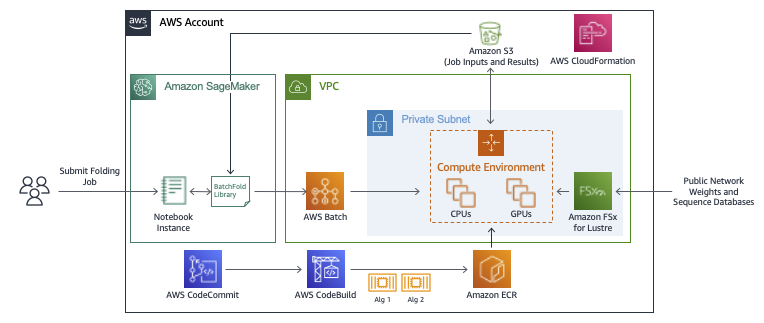 aws
AWS Account
Amazon S3
(Job Inputs and Results)
AWS CloudFormation
Amazon SageMaker
VPC
Private Subnet
Compute Environment
CPUs
GPUs
Submit Folding
Job
Notebook
Instance
BatchFold
Library
AWS Batch
FSx
Amazon FSx
for Lustre
Public Network
Weights and
Sequence Databases
AWS CodeCommit
AWS CodeBuild
Alg 1
Alg 2
Amazon ECR